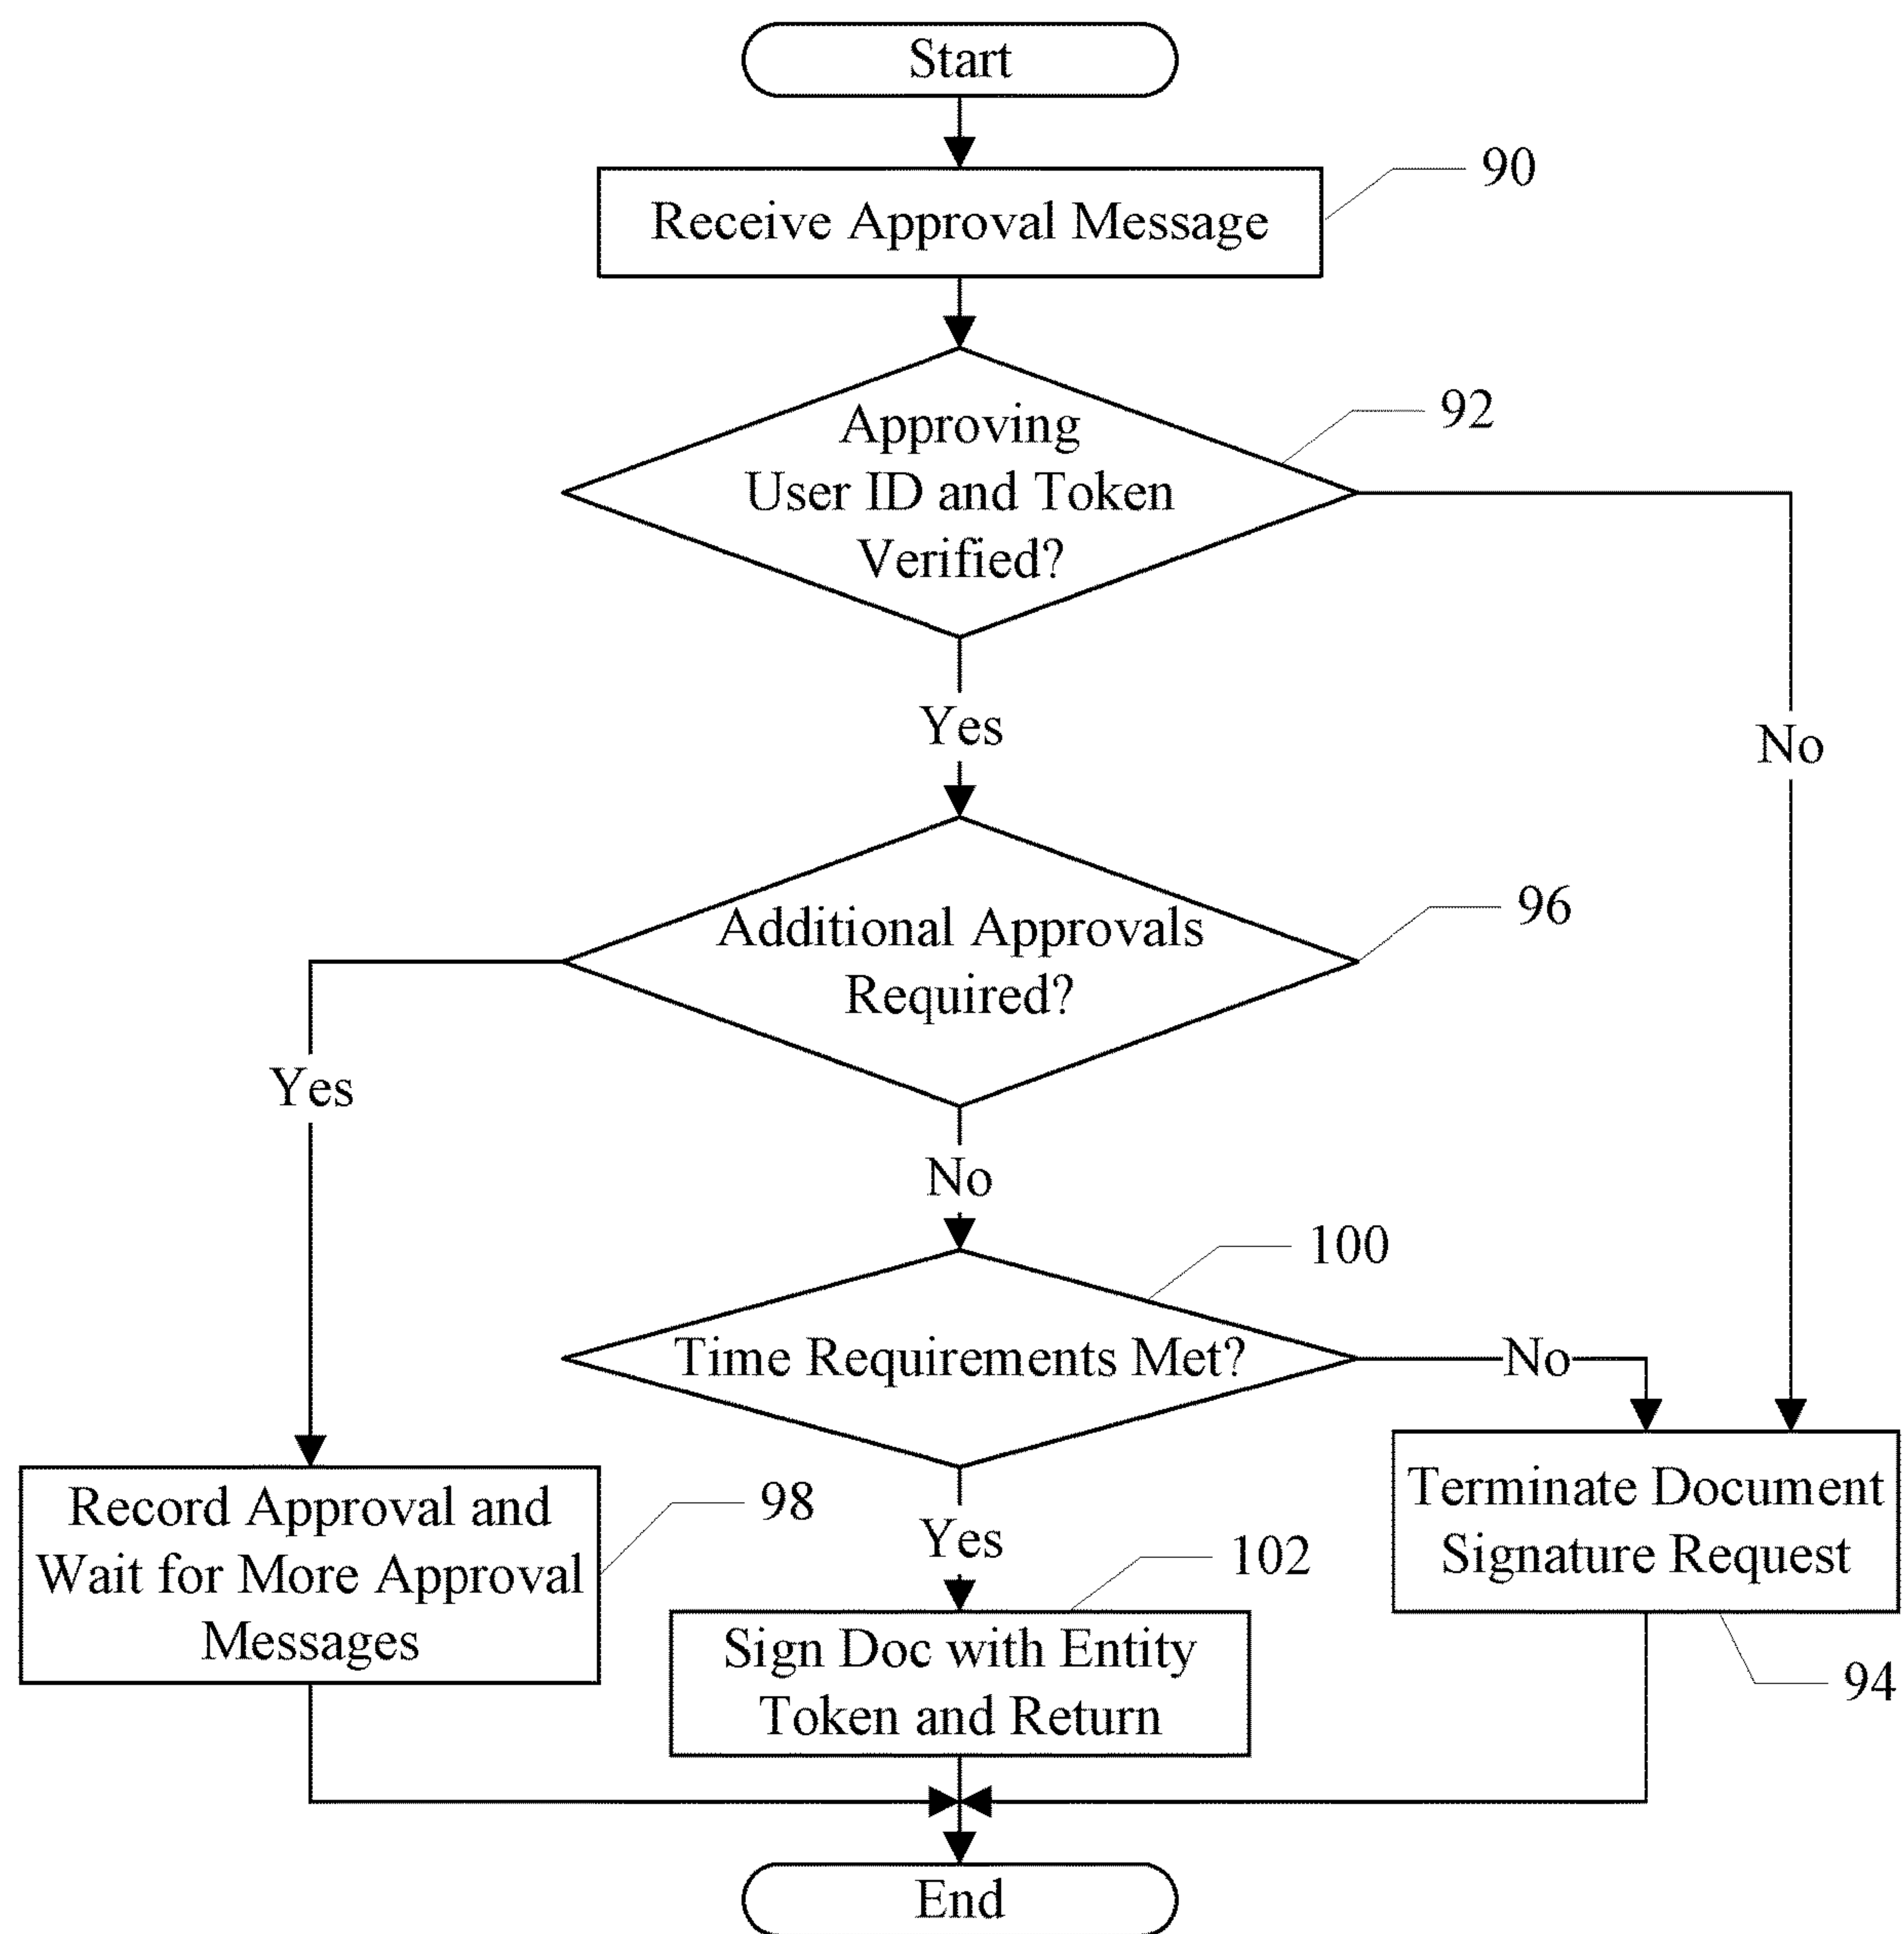 Start
Receive Approval Message
90
Approving
User ID and Token
Verified?
92
Yes
No
Additional Approvals
Required?
96
Yes
No
100
Time Requirements Met?
No
Record Approval and
Wait for More Approval
Messages
98
Yes
102
Sign Doc with Entity
Token and Return
Terminate Document
Signature Request
94
End